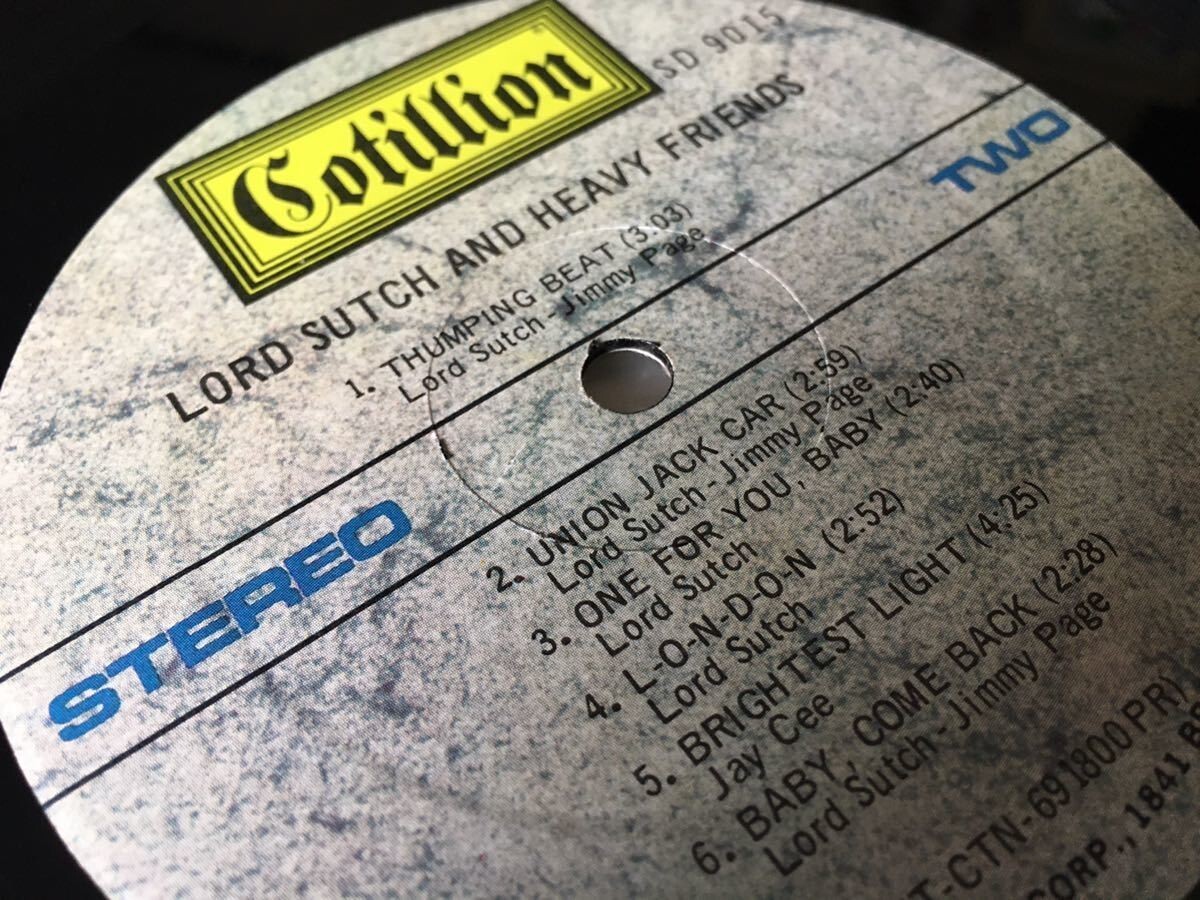 Cotillion
SD 9015
LORD SUTCH AND HEAVY FRIENDS
TWO
1. THUMPING BEAT (3:03)
Lord Sutch - Jimmy Page
STEREO
2. UNION JACK CAR (2:59)
Lord Sutch - Jimmy Page
3. ONE FOR YOU, BABY (2:40)
Lord Sutch
4. L-O-N-D-O-N (2:52)
Lord Sutch
5. BRIGHTEST LIGHT (4:25)
Jay Cee
6. BABY, COME BACK (2:28)
Lord Sutch - Jimmy Page
T-CTN-691800PR)
CORP., 1841 B